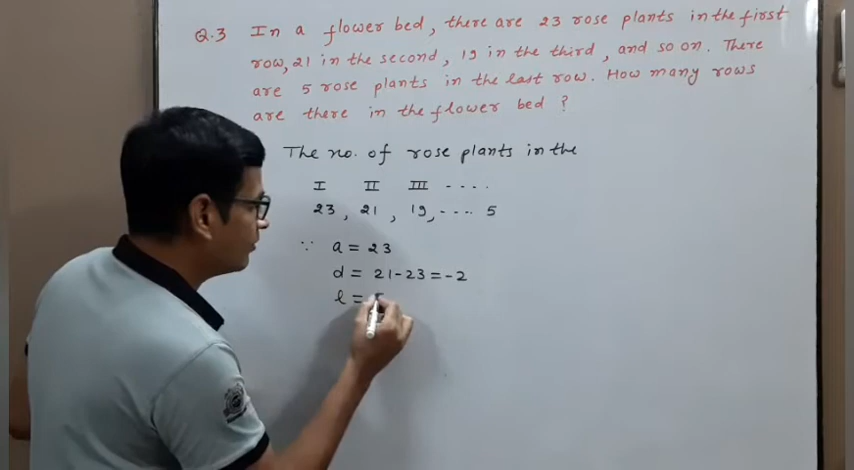 Q.3 In a flower bed, there are 23 rose plants in the first
row, 21 in the second, 19 in the third, and so on. There
are 5 rose plants in the last row. How many rows
are there in the flower bed ?
The no. of rose plants in the
I II III ----
23, 21, 19, ---- 5
∵ a = 23
d = 21-23 = -2
l =